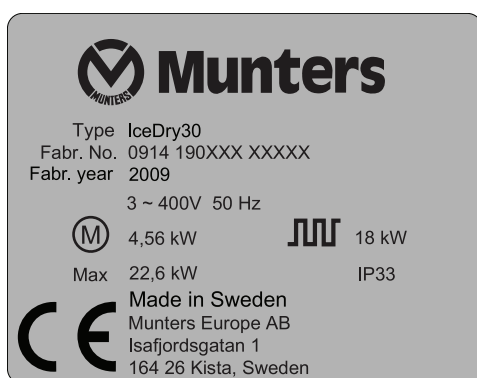 MUNTERS Munters
Type IceDry30
Fabr. No. 0914 190XXX XXXXX
Fabr. year 2009
3 ~ 400V 50 Hz
M 4,56 kW 18 kW
Max 22,6 kW IP33
CE Made in Sweden
Munters Europe AB
Isafjordsgatan 1
164 26 Kista, Sweden